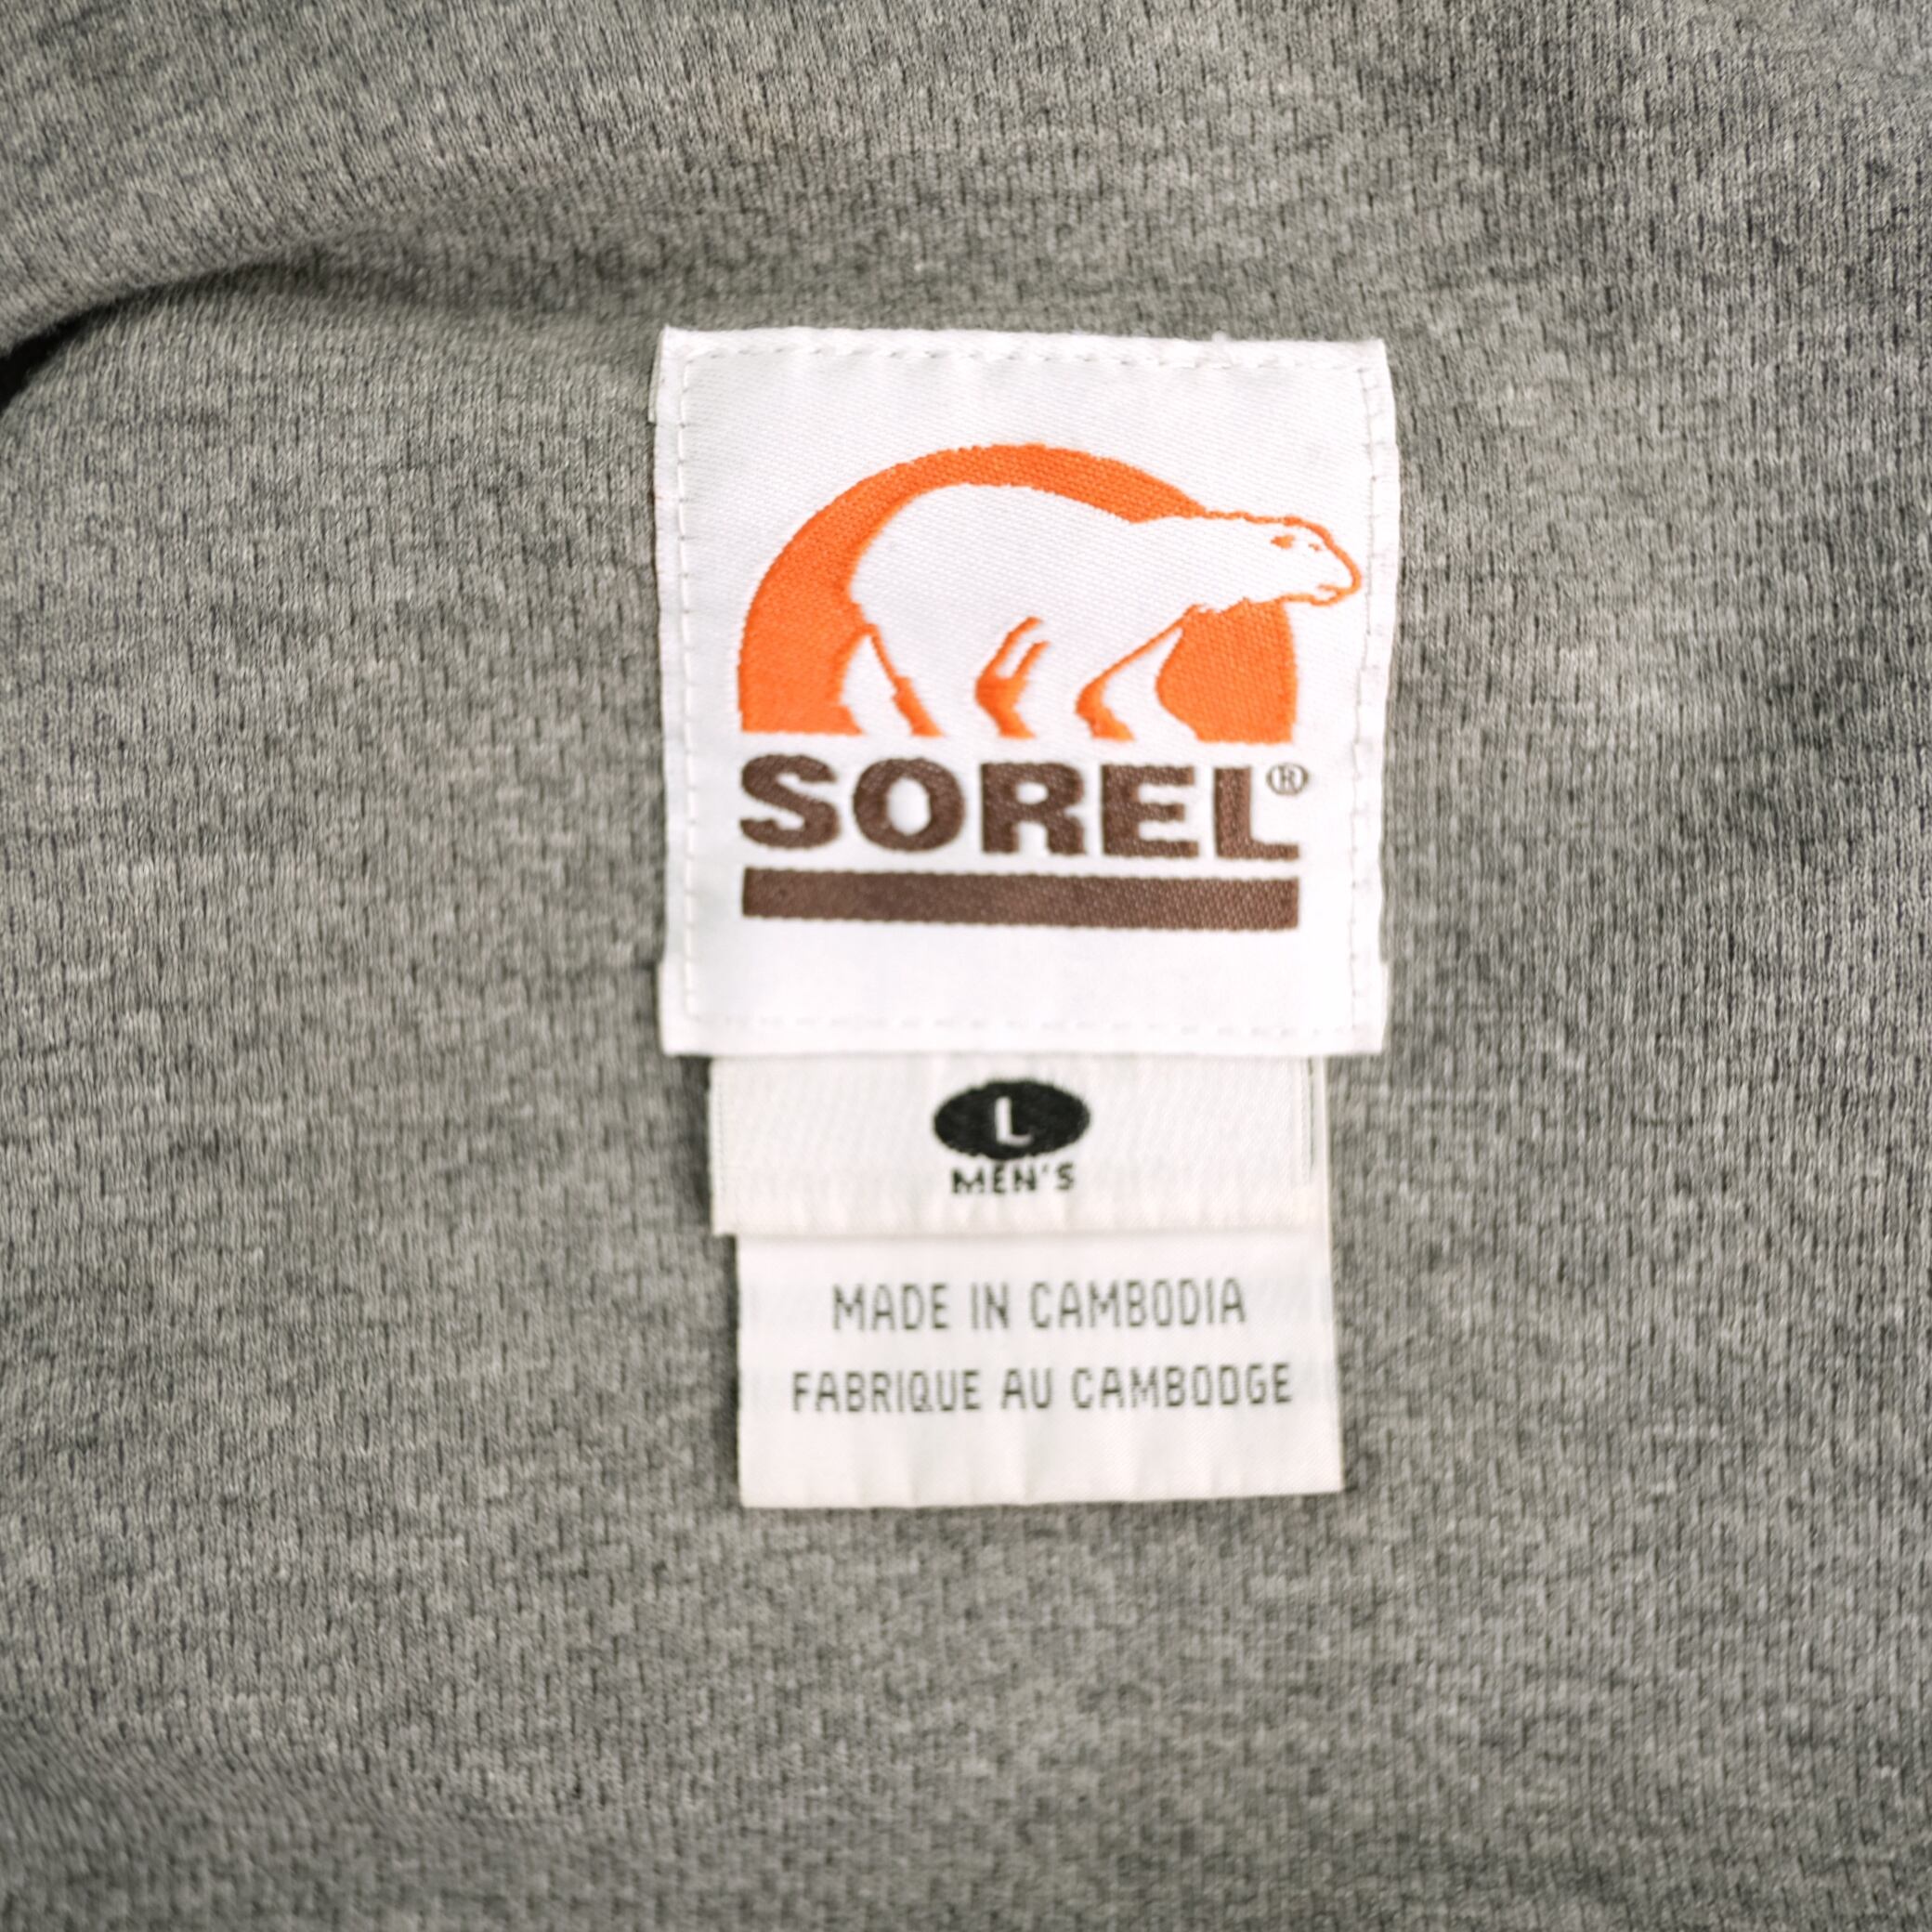 SOREL®
L
MEN'S
MADE IN CAMBODIA
FABRIQUE AU CAMBODGE